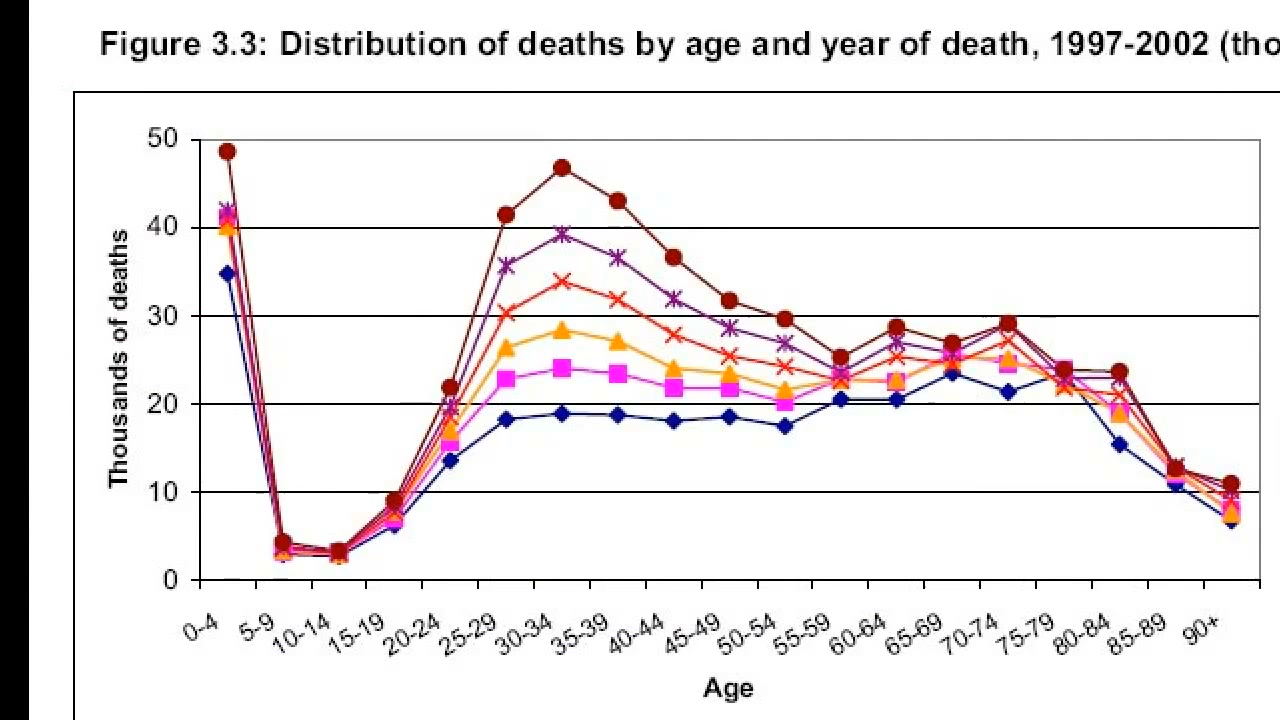 Figure 3.3: Distribution of deaths by age and year of death, 1997-2002 (tho
50
40
30
20
10
0
Thousands of deaths
0-4 5-9 10-14 15-19 20-24 25-29 30-34 35-39 40-44 45-49 50-54 55-59 60-64 65-69 70-74 75-79 80-84 85-89 90+
Age